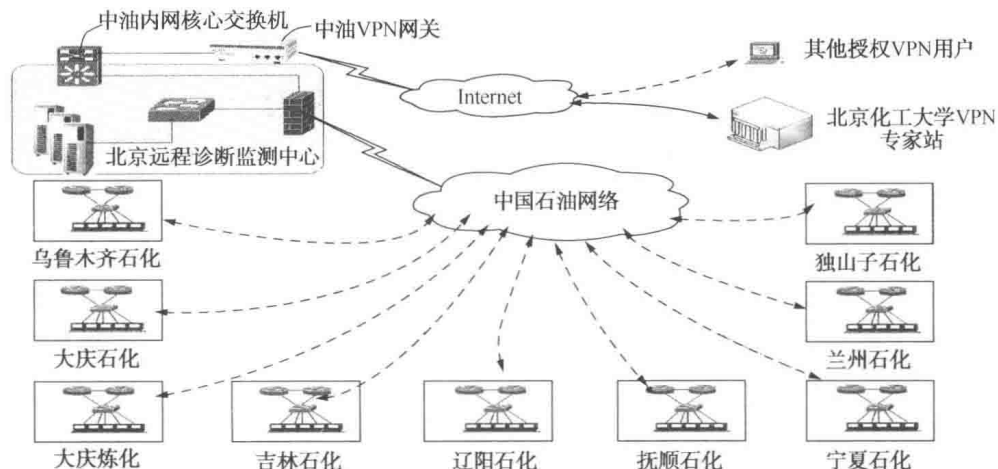 中油内网核心交换机
中油VPN网关
其他授权VPN用户
Internet
北京化工大学VPN
专家站
北京远程诊断监测中心
中国石油网络
乌鲁木齐石化
独山子石化
大庆石化
兰州石化
大庆炼化
吉林石化
辽阳石化
抚顺石化
宁夏石化